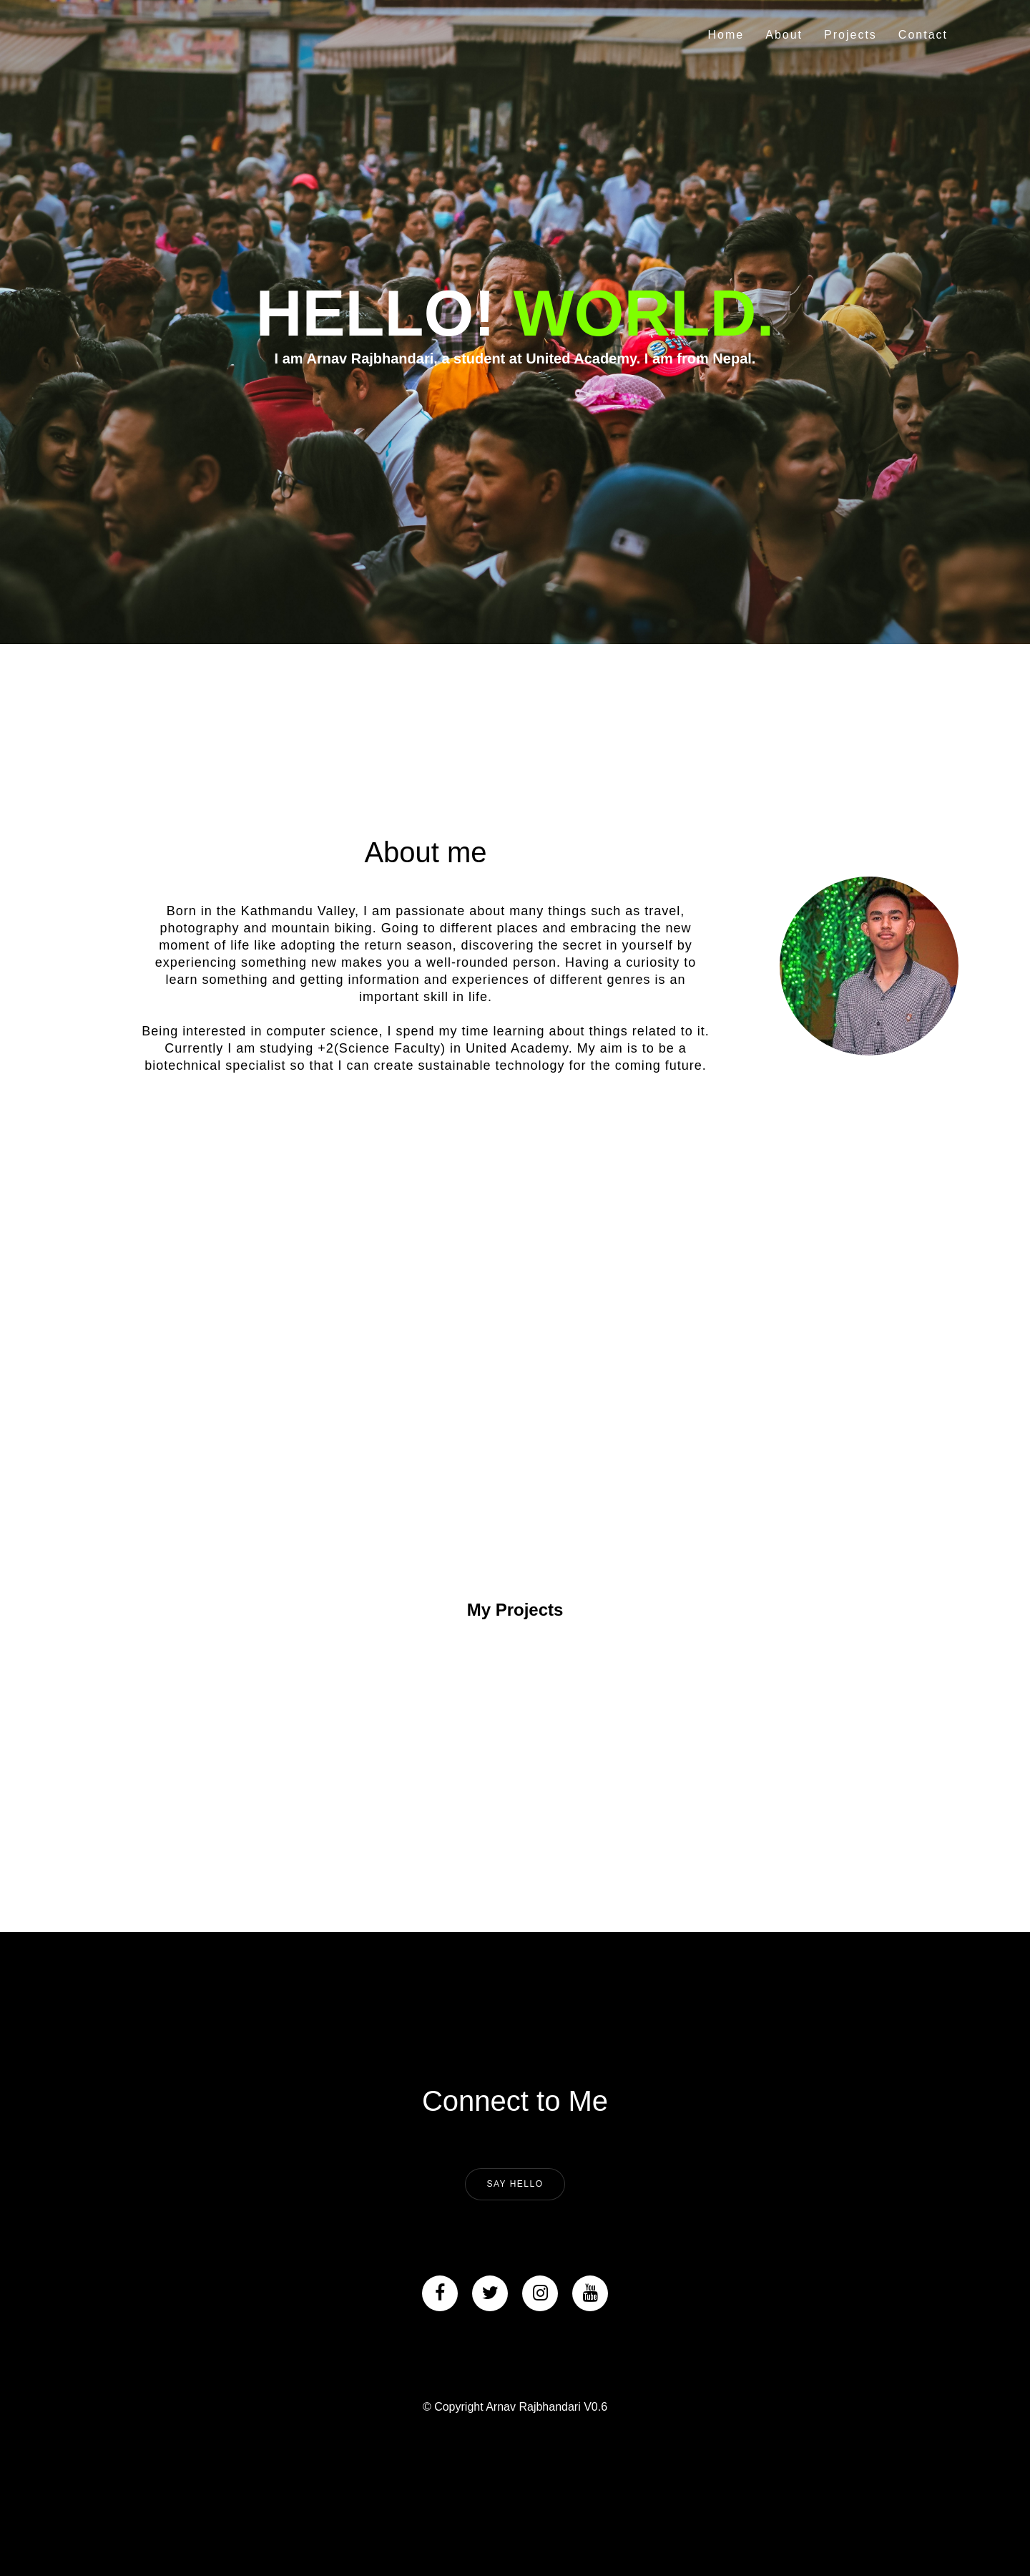 Home About Projects Contact
HELLO! WORLD.
I am Arnav Rajbhandari, a student at United Academy. I am from Nepal.
About me
Born in the Kathmandu Valley, I am passionate about many things such as travel,
photography and mountain biking. Going to different places and embracing the new
moment of life like adopting the return season, discovering the secret in yourself by
experiencing something new makes you a well-rounded person. Having a curiosity to
learn something and getting information and experiences of different genres is an
important skill in life.
Being interested in computer science, I spend my time learning about things related to it.
Currently I am studying +2(Science Faculty) in United Academy. My aim is to be a
biotechnical specialist so that I can create sustainable technology for the coming future.
My Projects
Connect to Me
SAY HELLO
You Tube
© Copyright Arnav Rajbhandari V0.6